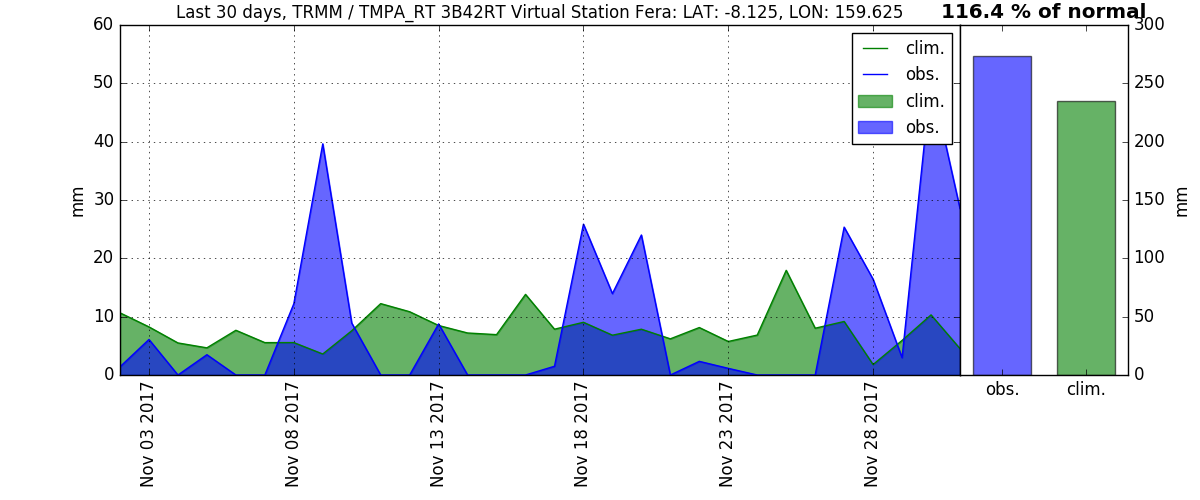 Last 30 days, TRMM / TMPA_RT 3B42RT Virtual Station Fera: LAT: -8.125, LON: 159.625
116.4 % of normal
60
50
40
30
20
10
0
mm
clim.
obs.
clim.
obs.
300
250
200
150
100
50
0
mm
Nov 03 2017
Nov 08 2017
Nov 13 2017
Nov 18 2017
Nov 23 2017
Nov 28 2017
obs.
clim.